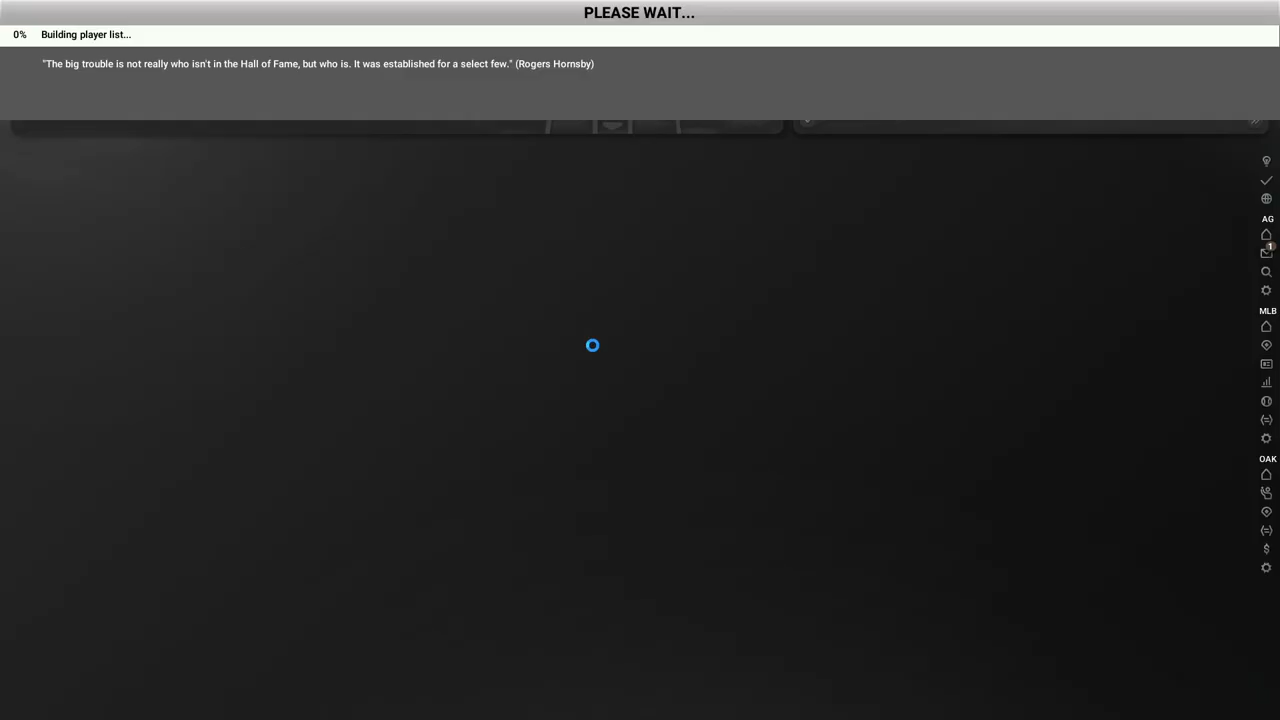 PLEASE WAIT...
0% Building player list...
"The big trouble is not really who isn't in the Hall of Fame, but who is. It was established for a select few." (Rogers Hornsby)
AG
1
MLB
OAK